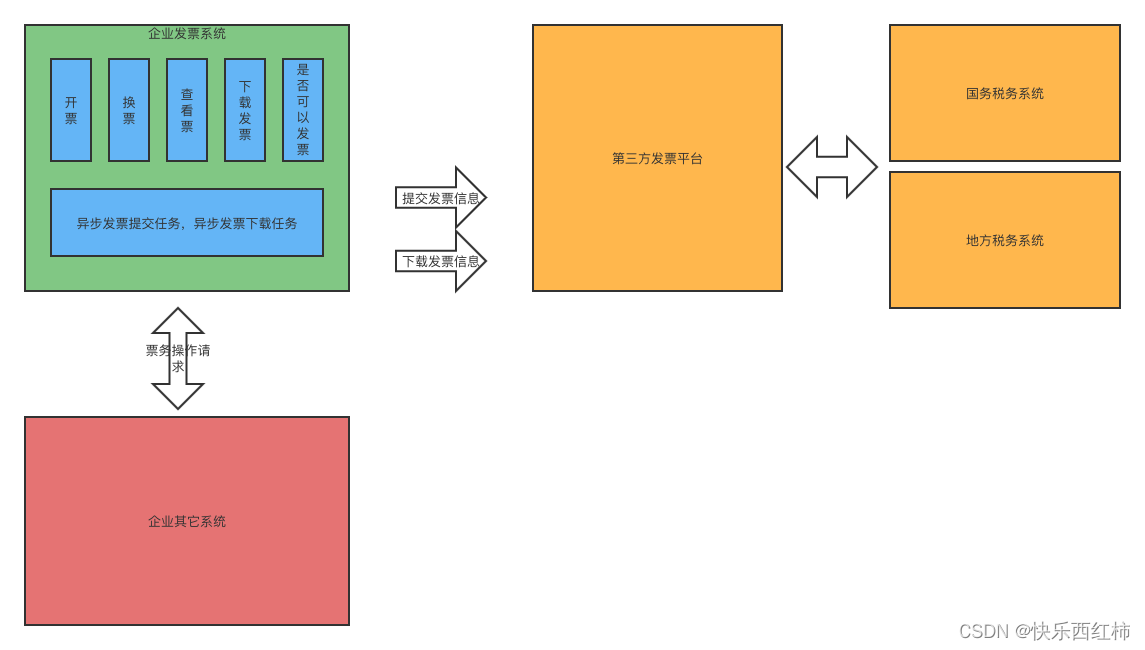 企业发票系统
开
票
换
票
查
看
票
下
载
发
票
是
否
可
以
发
票
异步发票提交任务，异步发票下载任务
提交发票信息
下载发票信息
第三方发票平台
国务税务系统
地方税务系统
票务操作请
求
企业其它系统
CSDN @快乐西红柿